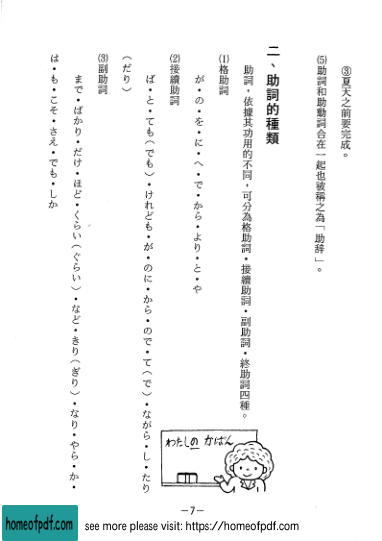 ③夏天之前要完成。
⑸助詞和助動詞合在一起也被稱之為「助辞」。
二、助詞的種類
助詞，依據其功用的不同，可分為格助詞・接續助詞・副助詞・終助詞四種。
⑴格助詞
が・の・を・に・へ・で・から・より・と・や
⑵接續助詞
ば・と・ても（でも）・けれども・が・のに・から・ので・て（で）・ながら・し・たり
（だり）
⑶副助詞
まで・ばかり・だけ・ほど・くらい（ぐらい）・など・きり（ぎり）・なり・やら・か・
は・も・こそ・さえ・でも・しか
わたしの かばん
－7－
homeofpdf.com
see more please visit: https://homeofpdf.com